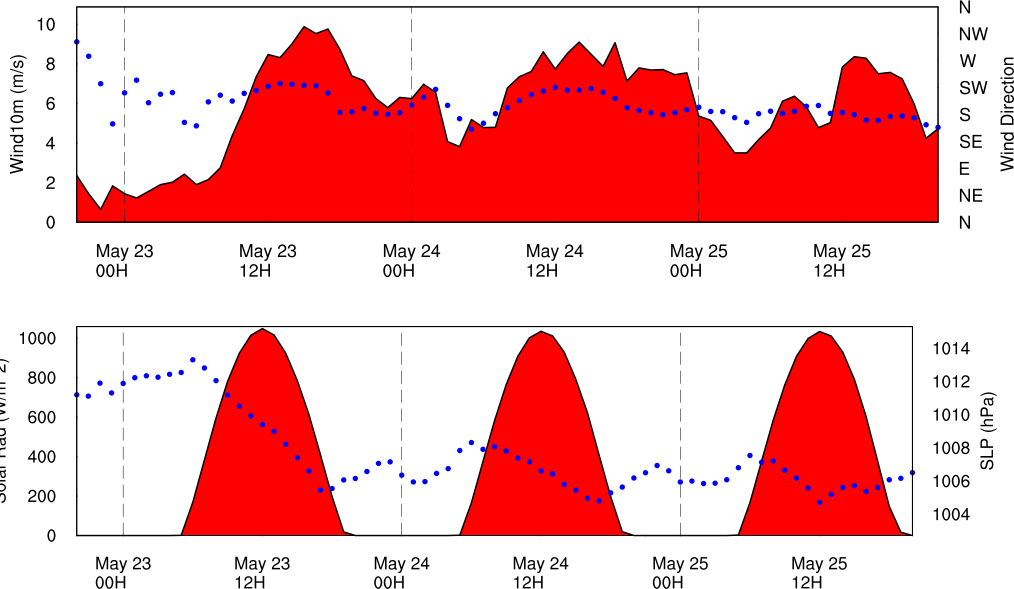 N
10
NW
8
W
6
SW
S
4
SE
2
E
NE
0
N
Wind10m (m/s)
Wind Direction
May 23
00H
May 23
12H
May 24
00H
May 24
12H
May 25
00H
May 25
12H
1000
800
600
400
200
0
1014
1012
1010
1008
1006
1004
Solar Rad (W/m^2)
SLP (hPa)
May 23
00H
May 23
12H
May 24
00H
May 24
12H
May 25
00H
May 25
12H